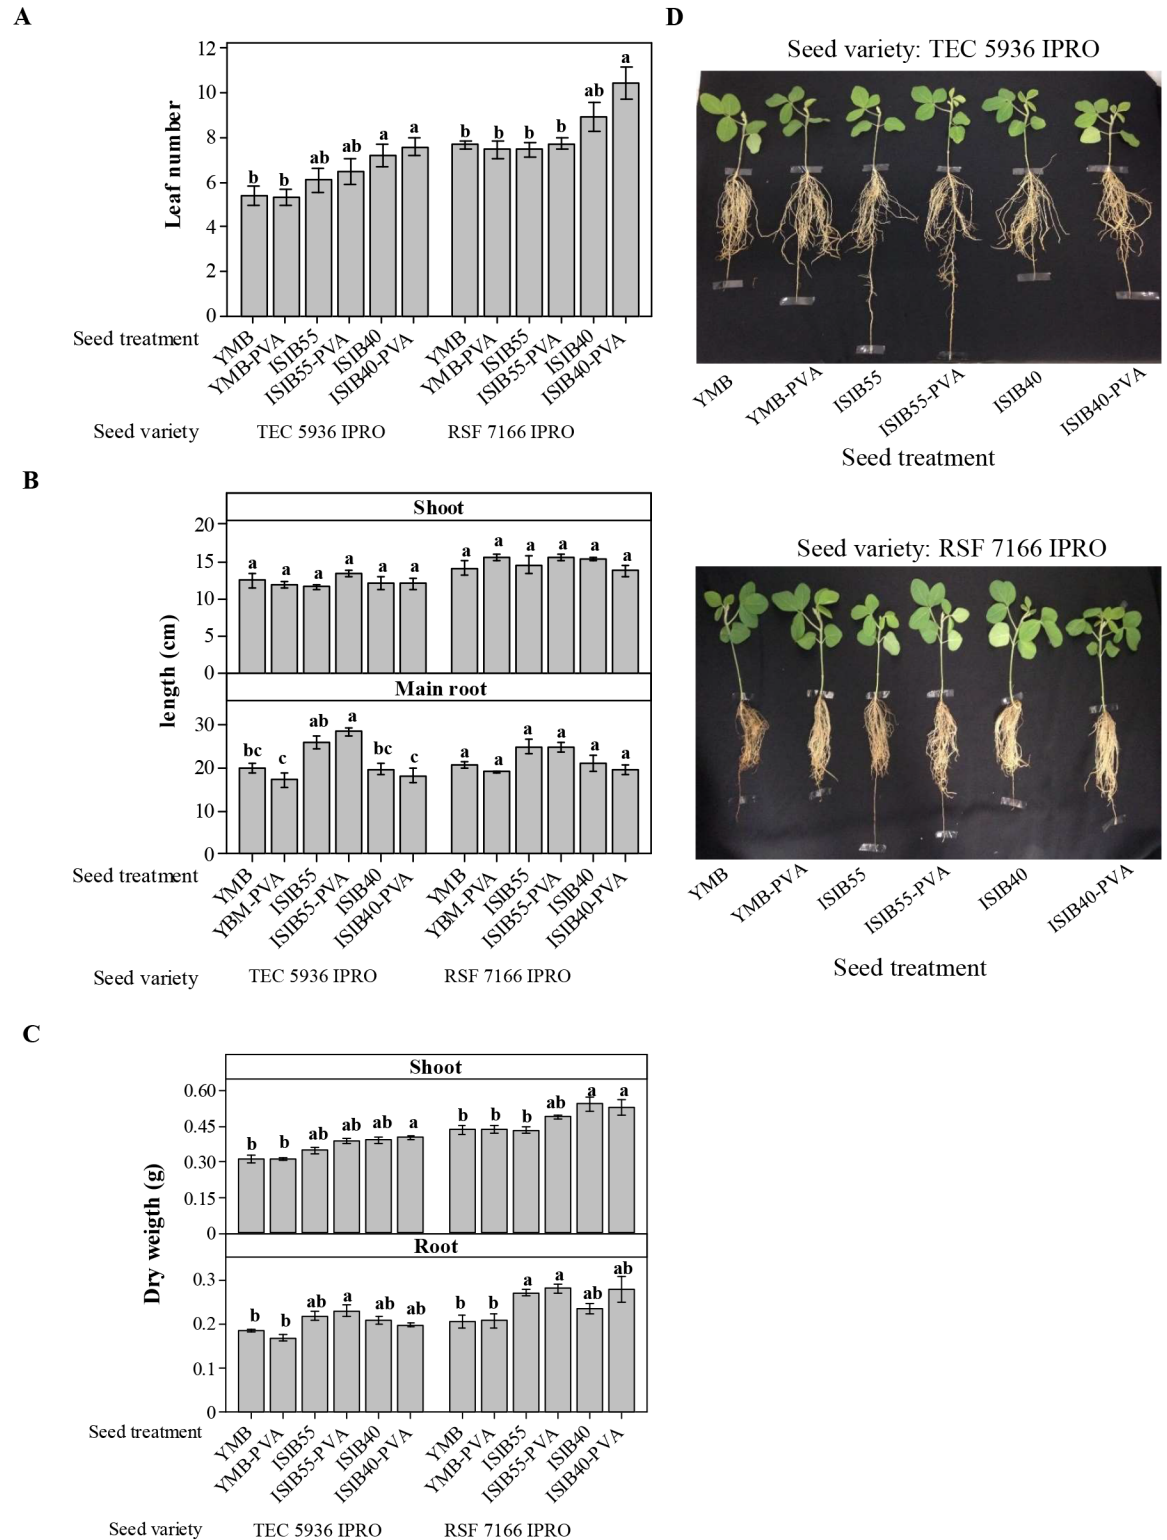 A
Leaf number
12
10
8
6
4
2
0
b b ab ab a a b b b b ab a
Seed treatment
YMB YMB-PVA ISIB55 ISIB55-PVA ISIB40 ISIB40-PVA YMB YMB-PVA ISIB55 ISIB55-PVA ISIB40 ISIB40-PVA
Seed variety TEC 5936 IPRO RSF 7166 IPRO
B
length (cm)
Shoot
20
15
10
5
0
a a a a a a a a a a a a
Main root
30
20
10
0
bc c ab a bc c a a a a a a
Seed treatment
YMB YBM-PVA ISIB55 ISIB55-PVA ISIB40 ISIB40-PVA YMB YBM-PVA ISIB55 ISIB55-PVA ISIB40 ISIB40-PVA
Seed variety TEC 5936 IPRO RSF 7166 IPRO
C
Dry weigth (g)
Shoot
0.60
0.45
0.30
0.15
0
b b ab ab ab a b b b ab a a
Root
0.3
0.2
0.1
0
b b ab a ab ab b b a a ab ab
Seed treatment
YMB YMB-PVA ISIB55 ISIB55-PVA ISIB40 ISIB40-PVA YMB YMB-PVA ISIB55 ISIB55-PVA ISIB40 ISIB40-PVA
Seed variety TEC 5936 IPRO RSF 7166 IPRO
D
Seed variety: TEC 5936 IPRO
YMB YMB-PVA ISIB55 ISIB55-PVA ISIB40 ISIB40-PVA
Seed treatment
Seed variety: RSF 7166 IPRO
YMB YMB-PVA ISIB55 ISIB55-PVA ISIB40 ISIB40-PVA
Seed treatment